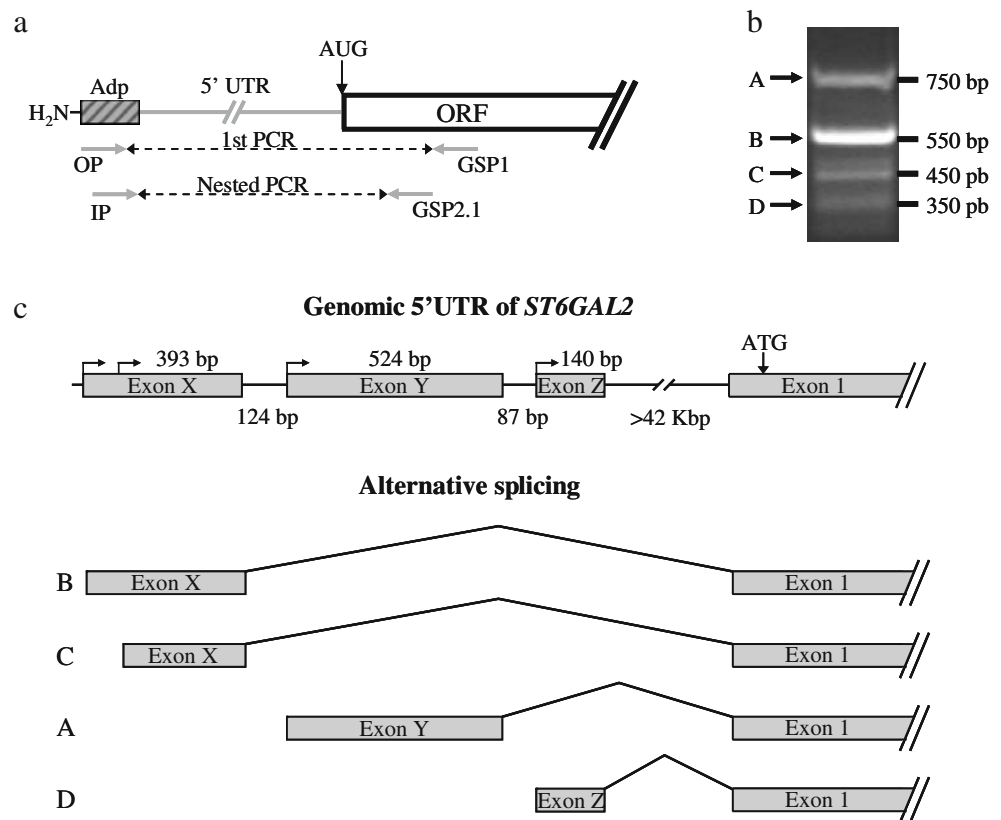 a
AUG
Adp
5' UTR
H2N
ORF
OP
1st PCR
GSP1
IP
Nested PCR
GSP2.1
b
A
750 bp
B
550 bp
C
450 pb
D
350 pb
c
Genomic 5'UTR of ST6GAL2
393 bp
524 bp
140 bp
ATG
Exon X
Exon Y
Exon Z
Exon 1
124 bp
87 bp
>42 Kbp
Alternative splicing
B
Exon X
Exon 1
C
Exon X
Exon 1
A
Exon Y
Exon 1
D
Exon Z
Exon 1